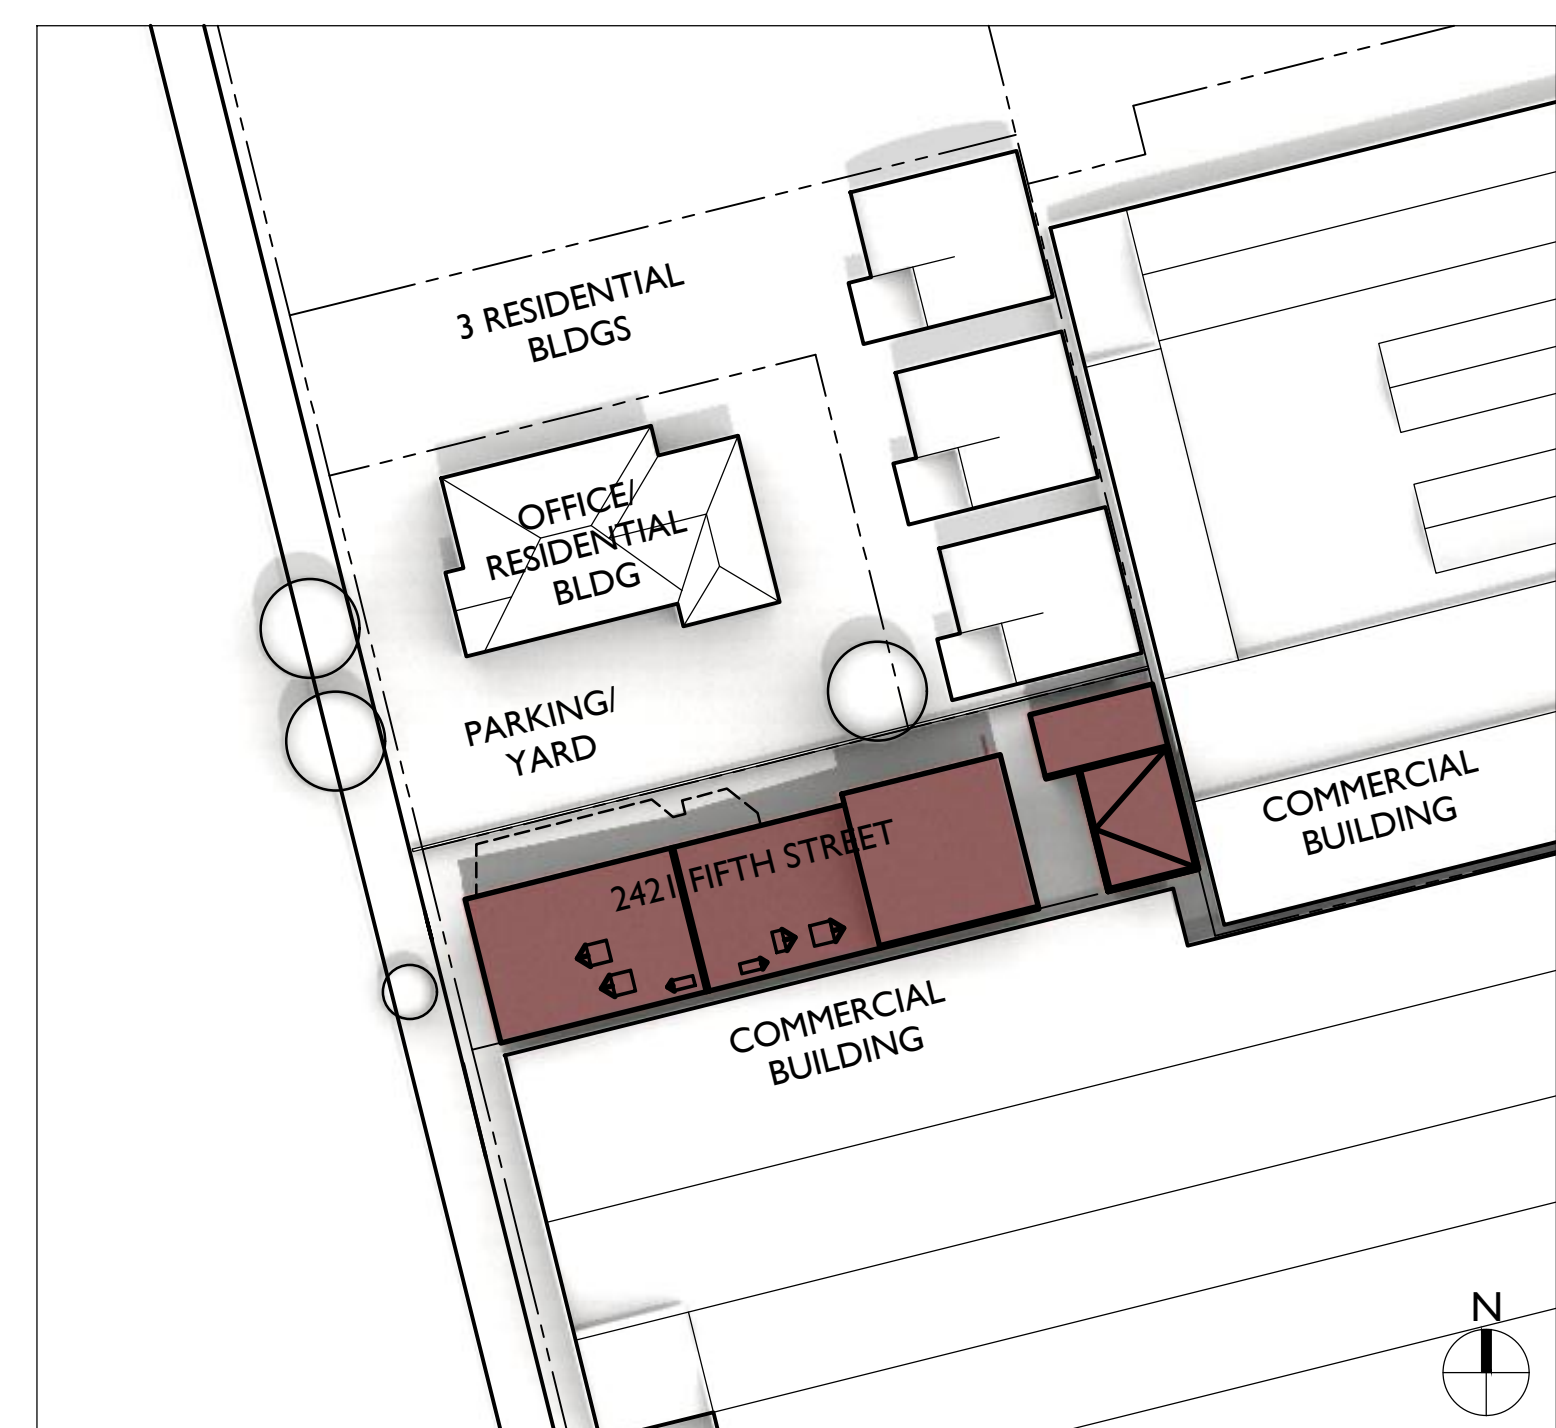 3 RESIDENTIAL
BLDGS
OFFICE/
RESIDENTIAL
BLDG
PARKING/
YARD
2421 FIFTH STREET
COMMERCIAL
BUILDING
COMMERCIAL
BUILDING
N